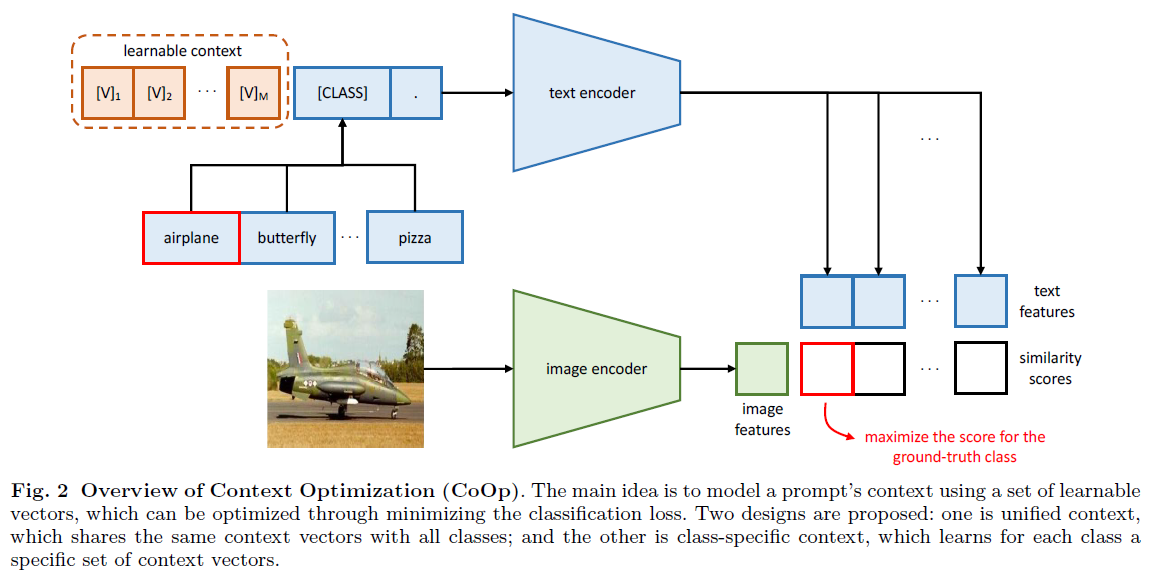 learnable context
[V]1 [V]2 ... [V]M [CLASS] .
text encoder
...
airplane butterfly ... pizza
text
features
...
image encoder
similarity
scores
...
image
features
maximize the score for the
ground-truth class
Fig. 2 Overview of Context Optimization (CoOp). The main idea is to model a prompt's context using a set of learnable
vectors, which can be optimized through minimizing the classification loss. Two designs are proposed: one is unified context,
which shares the same context vectors with all classes; and the other is class-specific context, which learns for each class a
specific set of context vectors.